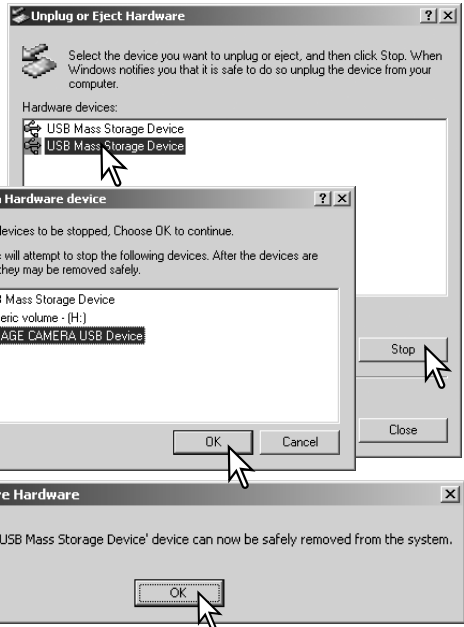 Unplug or Eject Hardware
Select the device you want to unplug or eject, and then click Stop. When
Windows notifies you that it is safe to do so unplug the device from your
computer.
Hardware devices:
USB Mass Storage Device
USB Mass Storage Device
Hardware device
devices to be stopped, Choose OK to continue.
will attempt to stop the following devices. After the devices are
they may be removed safely.
Mass Storage Device
eric volume - (H:)
AGE CAMERA USB Device
Stop
OK
Cancel
Close
e Hardware
USB Mass Storage Device' device can now be safely removed from the system.
OK